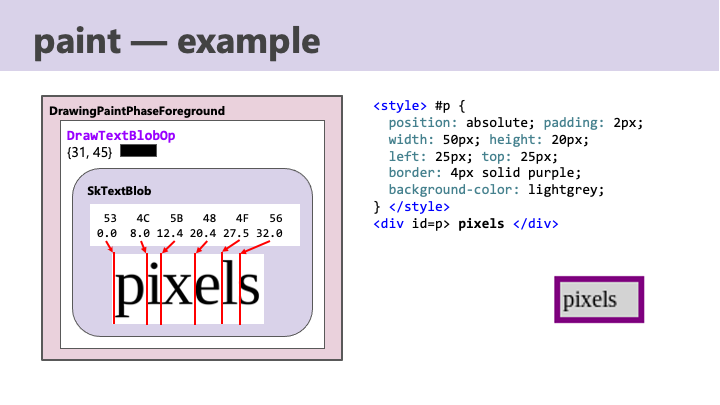 paint — example
DrawingPaintPhaseForeground
DrawTextBlobOp
{31, 45}
SkTextBlob
53 4C 5B 48 4F 56
0.0 8.0 12.4 20.4 27.5 32.0
pixels
<style> #p {
position: absolute; padding: 2px;
width: 50px; height: 20px;
left: 25px; top: 25px;
border: 4px solid purple;
background-color: lightgrey;
} </style>
<div id=p> pixels </div>
pixels